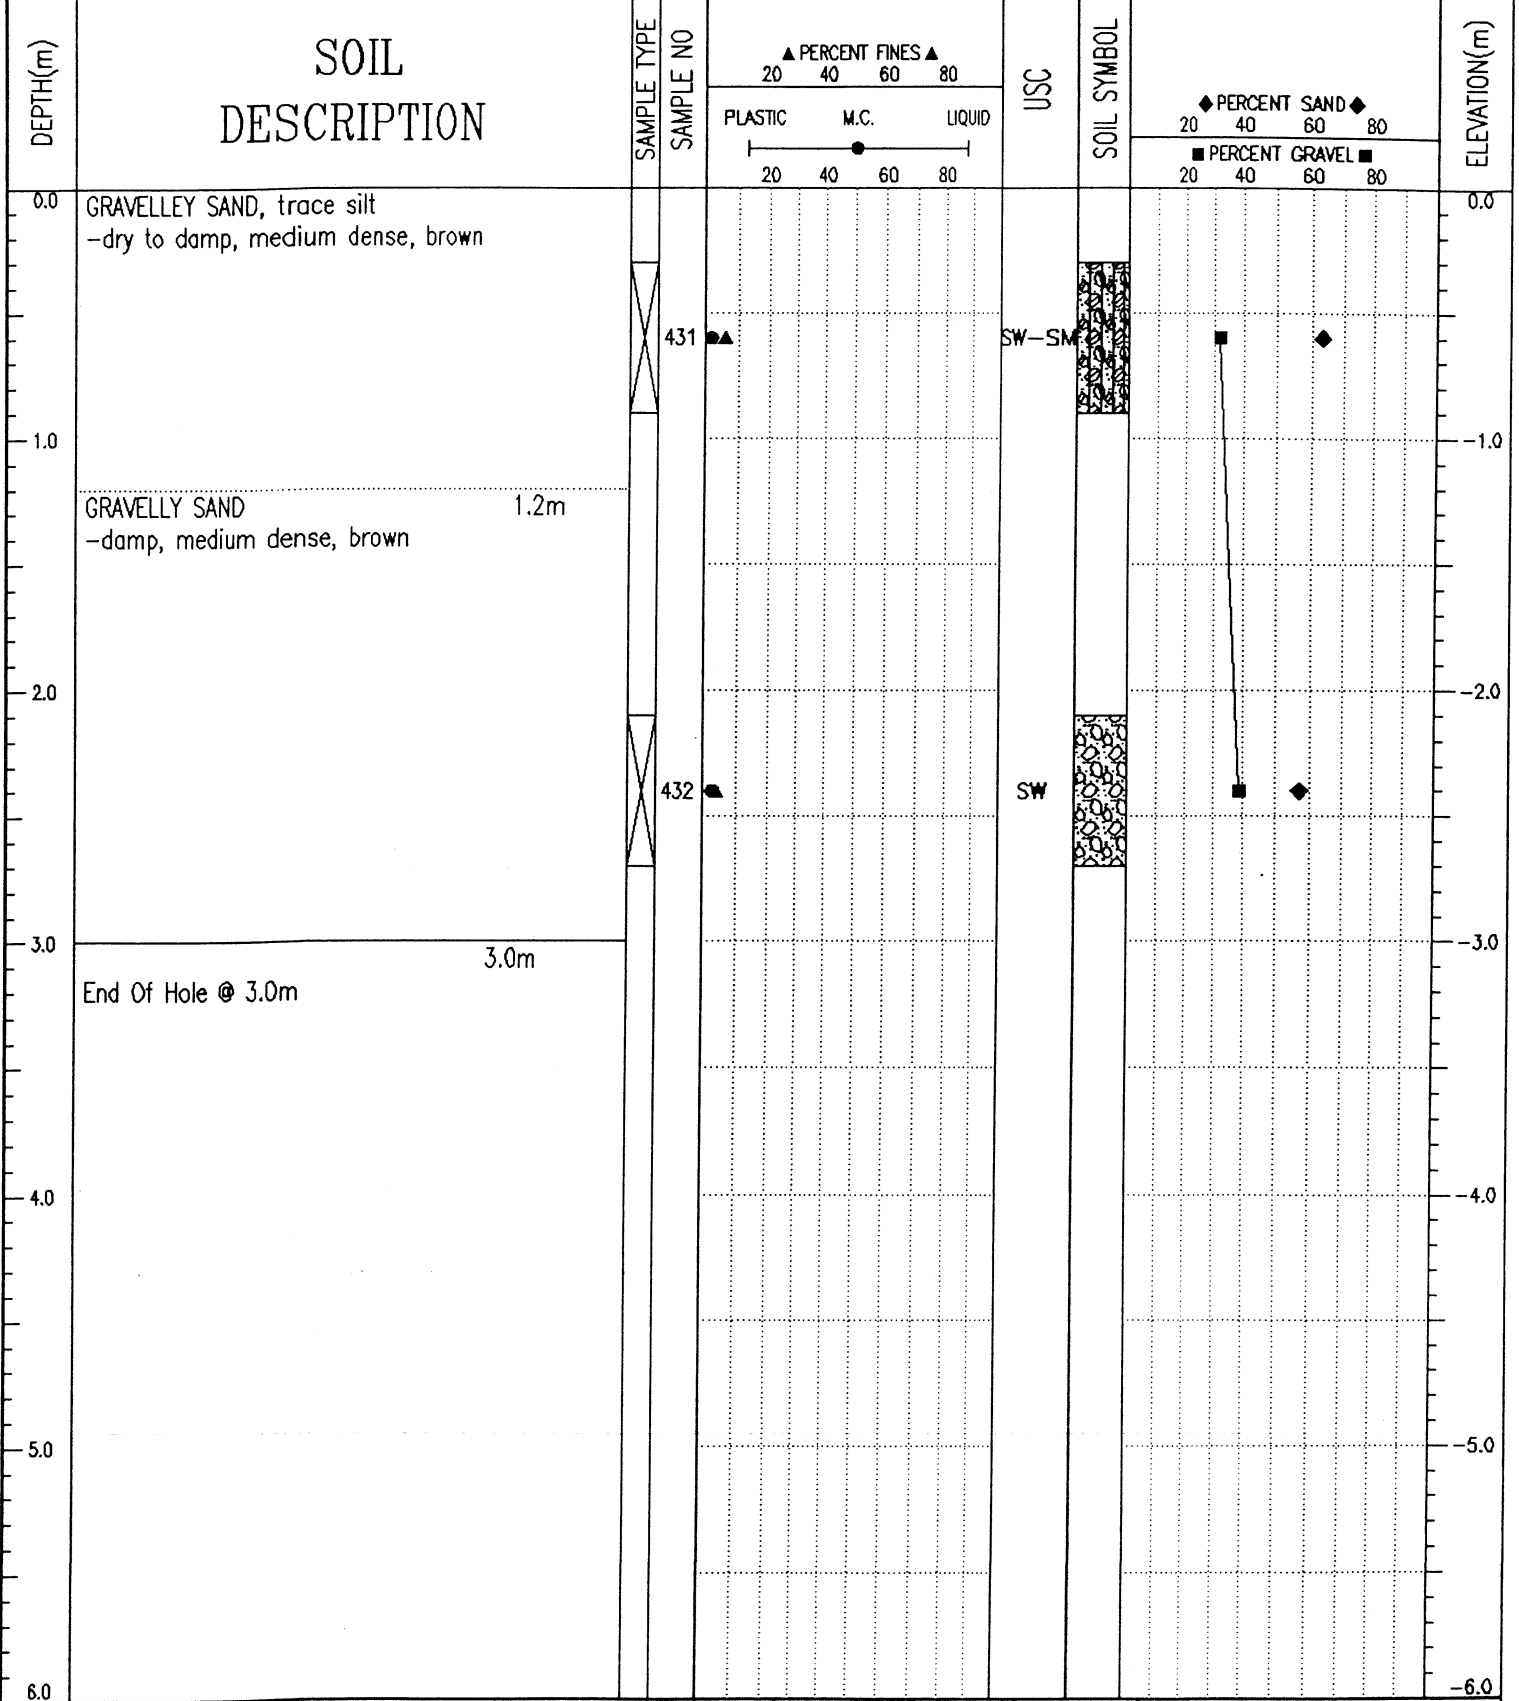 DEPTH(m)
SOIL
DESCRIPTION
SAMPLE TYPE
SAMPLE NO
▲ PERCENT FINES ▲
20 40 60 80
PLASTIC M.C. LIQUID
20 40 60 80
USC
SOIL SYMBOL
◆ PERCENT SAND ◆
20 40 60 80
■ PERCENT GRAVEL ■
20 40 60 80
ELEVATION(m)
0.0
GRAVELLEY SAND, trace silt
-dry to damp, medium dense, brown
0.0
431
SW-SM
1.0
-1.0
GRAVELLY SAND 1.2m
-damp, medium dense, brown
2.0
-2.0
432
SW
3.0
3.0m
-3.0
End Of Hole @ 3.0m
4.0
-4.0
5.0
-5.0
6.0
-6.0